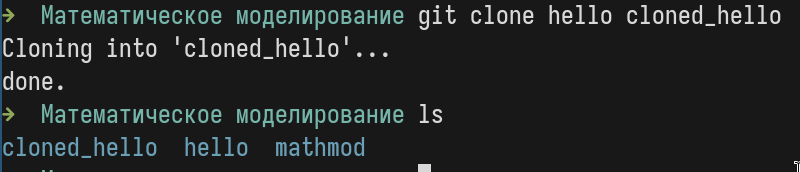 → Математическое моделирование git clone hello cloned_hello
Cloning into 'cloned_hello'...
done.
→ Математическое моделирование ls
cloned_hello hello mathmod